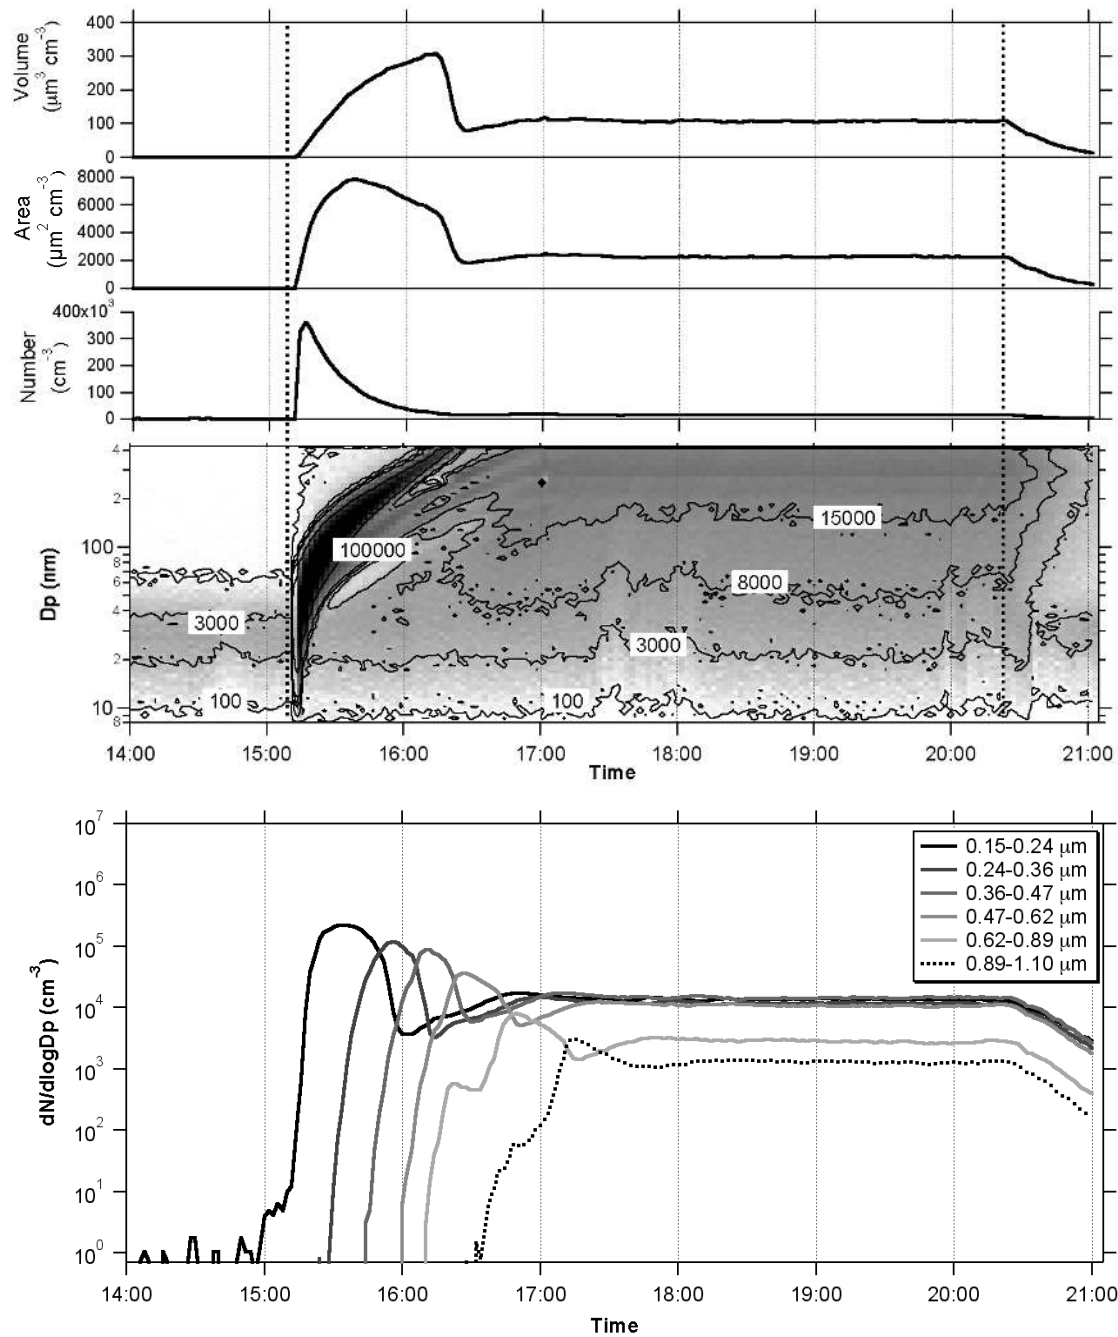 Volume
(µm³ cm⁻³)
400
300
200
100
0
Area
(µm² cm⁻³)
8000
6000
4000
2000
0
Number
(cm⁻³)
400x10³
300
200
100
0
Dp (nm)
4
2
100
8
6
4
2
10
8
100000
15000
8000
3000
3000
100
100
14:00 15:00 16:00 17:00 18:00 19:00 20:00 21:00
Time
dN/dlogDp (cm⁻³)
10⁷
10⁶
10⁵
10⁴
10³
10²
10¹
10⁰
0.15-0.24 µm
0.24-0.36 µm
0.36-0.47 µm
0.47-0.62 µm
0.62-0.89 µm
0.89-1.10 µm
14:00 15:00 16:00 17:00 18:00 19:00 20:00 21:00
Time